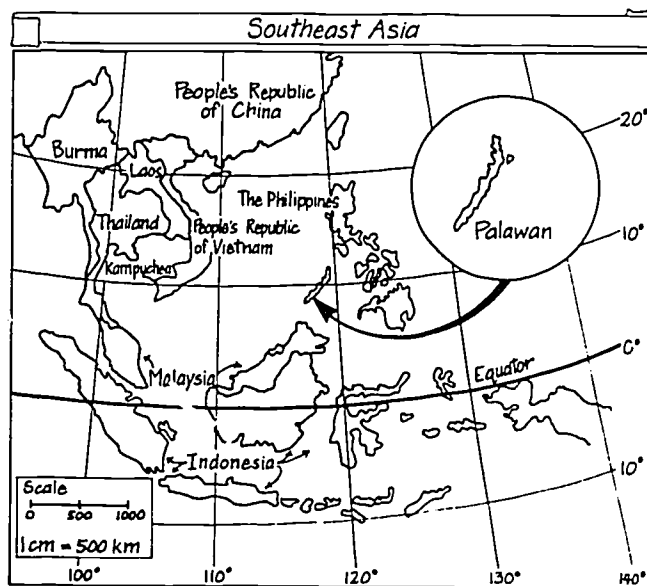 Southeast Asia
People's Republic
of China
20°
Burma
Laos
The Philippines
Thailand
People's Republic
of Vietnam
Palawan
10°
Kampuchea
0°
Equator
Malaysia
Indonesia
10°
Scale
0 500 1000
1cm = 500 km
100° 110° 120° 130° 140°